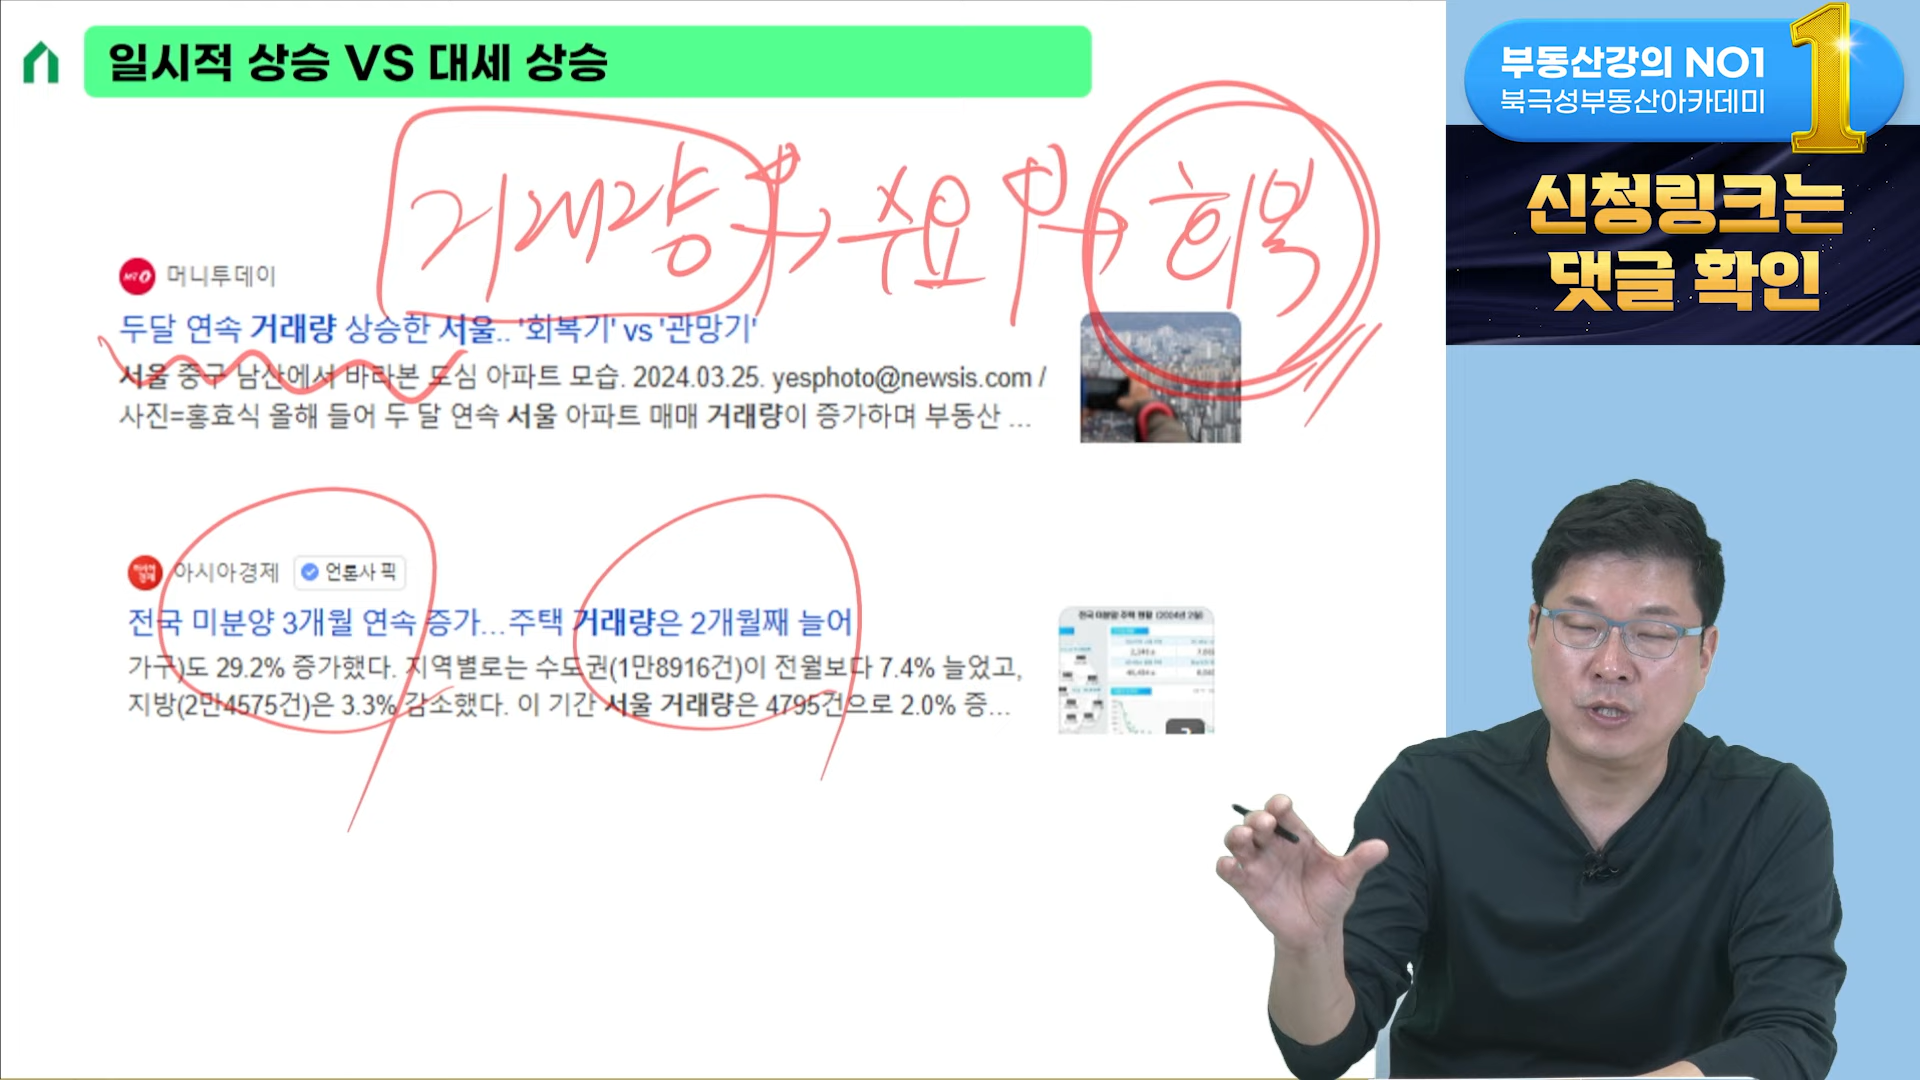 일시적 상승 VS 대세 상승
거래량↑→ 수요↑→ 회복
머니투데이
두달 연속 거래량 상승한 서울.. '회복기' vs '관망기'
서울 중구 남산에서 바라본 도심 아파트 모습. 2024.03.25. yesphoto@newsis.com /
사진=홍효식 올해 들어 두 달 연속 서울 아파트 매매 거래량이 증가하며 부동산 ...
아시아경제 언론사 픽
전국 미분양 3개월 연속 증가...주택 거래량은 2개월째 늘어
가구)도 29.2% 증가했다. 지역별로는 수도권(1만8916건)이 전월보다 7.4% 늘었고,
지방(2만4575건)은 3.3% 감소했다. 이 기간 서울 거래량은 4795건으로 2.0% 증...
부동산강의 NO1
북극성부동산아카데미
1
신청링크는
댓글 확인